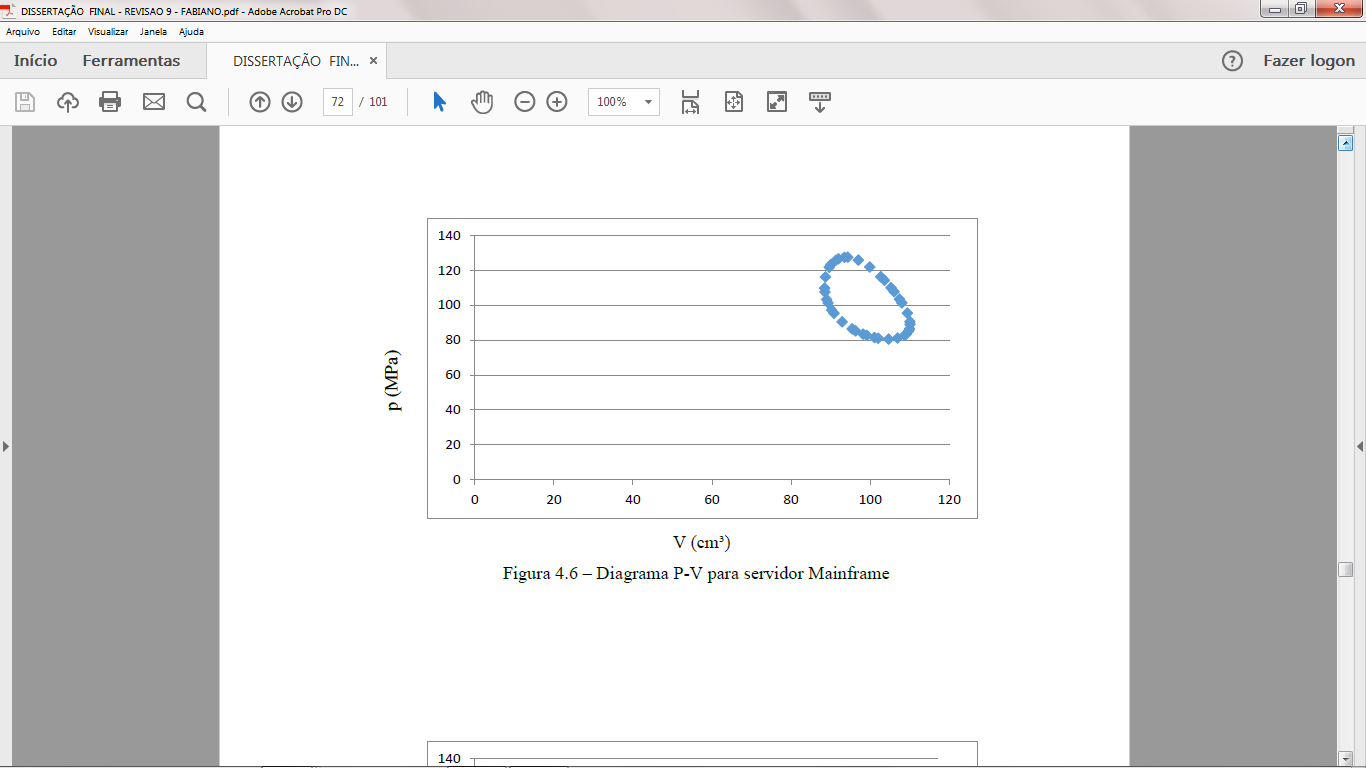 DISSERTAÇÃO FINAL - REVISAO 9 - FABIANO.pdf - Adobe Acrobat Pro DC
Arquivo Editar Visualizar Janela Ajuda
Início Ferramentas DISSERTAÇÃO FIN... × ? Fazer logon
72 / 101 100%
140
120
100
80
60
40
20
0
p (MPa)
0 20 40 60 80 100 120
V (cm³)
Figura 4.6 – Diagrama P-V para servidor Mainframe
140